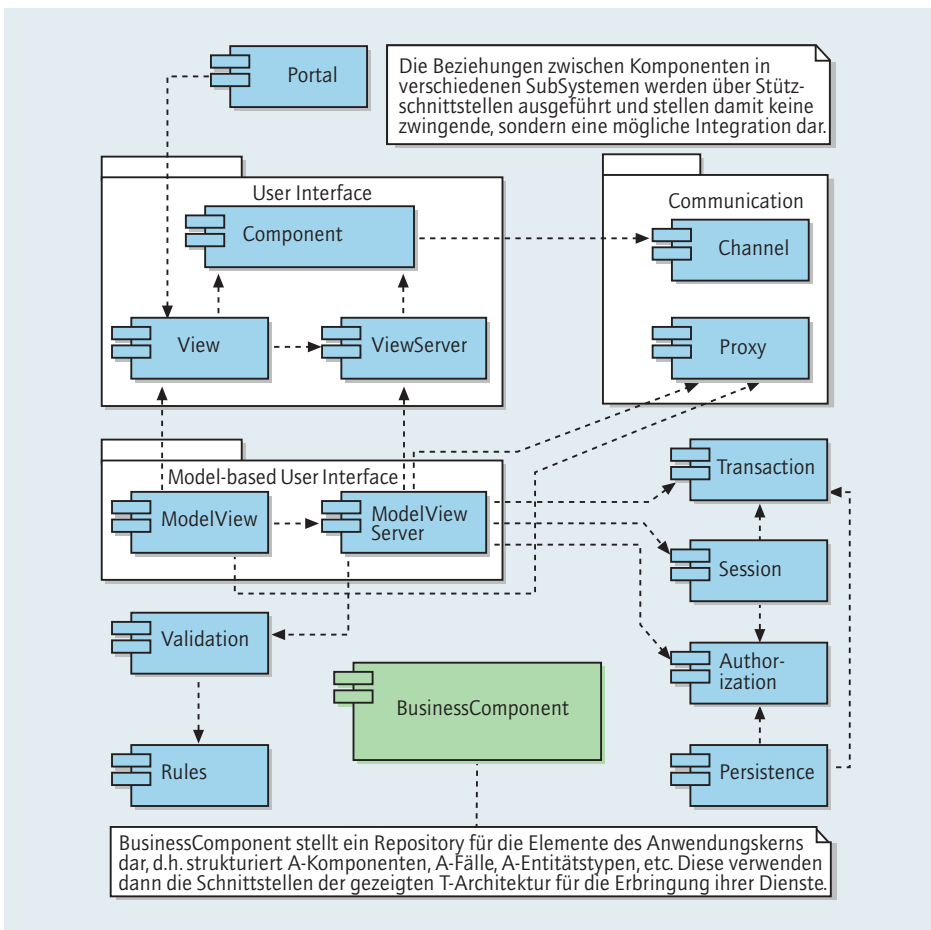 Portal
Die Beziehungen zwischen Komponenten in
verschiedenen SubSystemen werden über Stütz-
schnittstellen ausgeführt und stellen damit keine
zwingende, sondern eine mögliche Integration dar.
User Interface
Component
View
ViewServer
Communication
Channel
Proxy
Model-based User Interface
ModelView
ModelView
Server
Transaction
Session
Validation
Author-
ization
BusinessComponent
Rules
Persistence
BusinessComponent stellt ein Repository für die Elemente des Anwendungskerns
dar, d.h. strukturiert A-Komponenten, A-Fälle, A-Entitätstypen, etc. Diese verwenden
dann die Schnittstellen der gezeigten T-Architektur für die Erbringung ihrer Dienste.